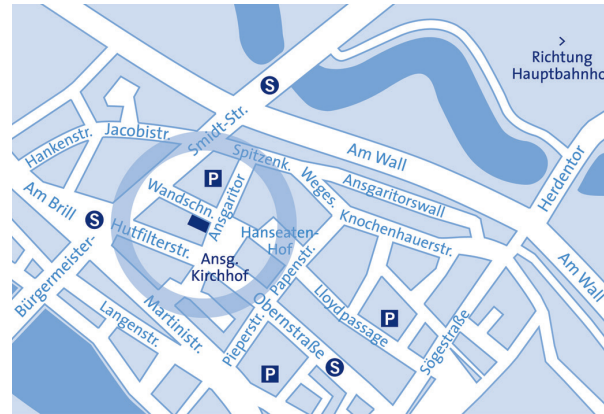 >
Richtung
Hauptbahnhof
S
Smidt-Str.
Jacobistr.
Hankenstr.
Am Wall
Spitzenk.
Herdentor
P
Ansgaritorswall
Weges.
Wandschn.
Ansgaritor
Am Brill
S
Knochenhauerstr.
Hutfilterstr.
Hanseaten-
Hof
Ansg.
Kirchhof
Am Wall
Bürgermeister-
Papenstr.
Obernstraße
Lloydpassage
P
Martinistr.
Langenstr.
Pieperstr.
Sögestraße
P
S